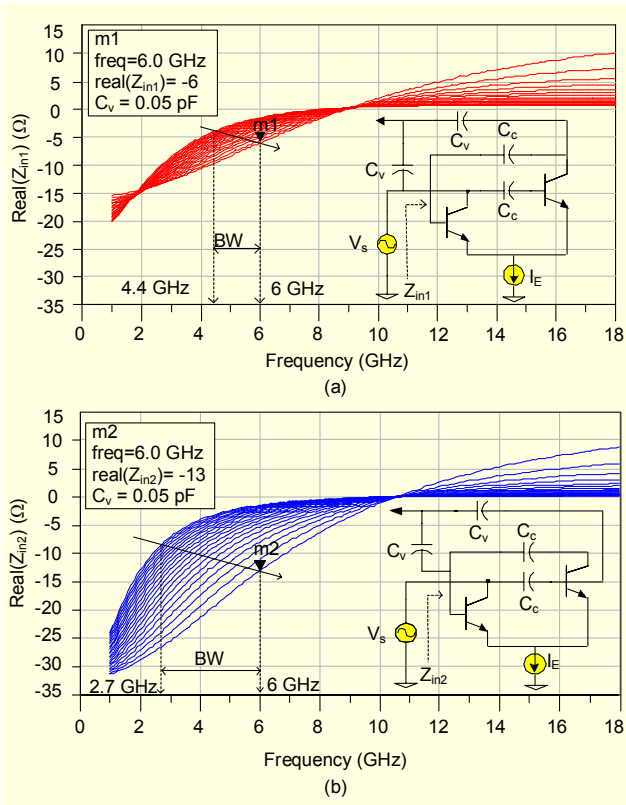 15
10
5
0
-5
-10
-15
-20
-25
-30
-35
Real(Zin1) (Ω)
m1
freq=6.0 GHz
real(Zin1)= -6
Cv = 0.05 pF
m1
Cv
Cc
Cv
Cc
Vs
IE
Zin1
BW
4.4 GHz
6 GHz
0 2 4 6 8 10 12 14 16 18
Frequency (GHz)
(a)
15
10
5
0
-5
-10
-15
-20
-25
-30
-35
Real(Zin2) (Ω)
m2
freq=6.0 GHz
real(Zin2)= -13
Cv = 0.05 pF
m2
Cv
Cc
Cv
Cc
Vs
IE
Zin2
BW
2.7 GHz
6 GHz
0 2 4 6 8 10 12 14 16 18
Frequency (GHz)
(b)